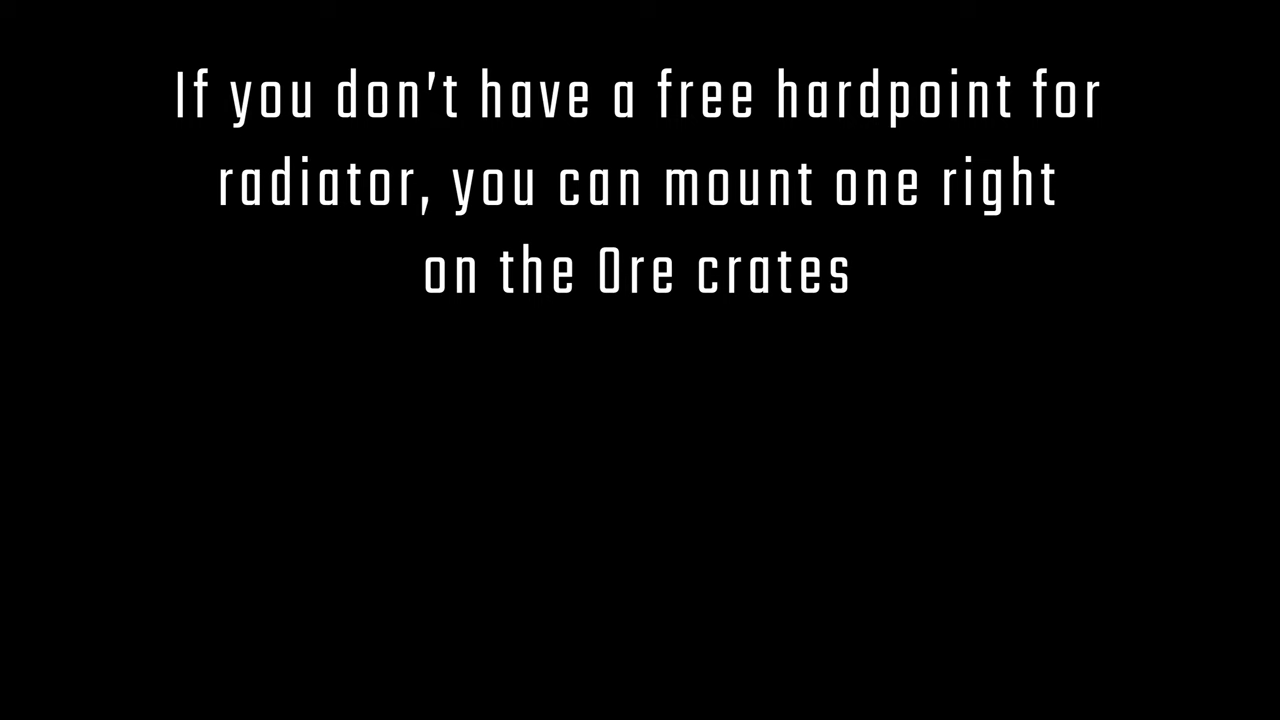 If you don't have a free hardpoint for
radiator, you can mount one right
on the Ore crates